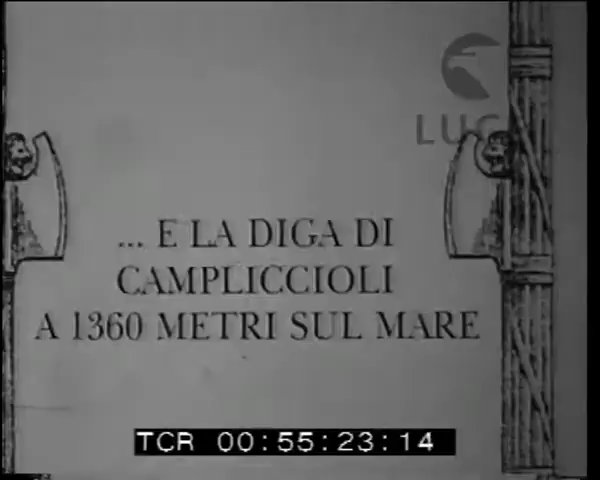 LUC
... E LA DIGA DI
CAMPLICCIOLI
A 1360 METRI SUL MARE
TCR 00:55:23:14